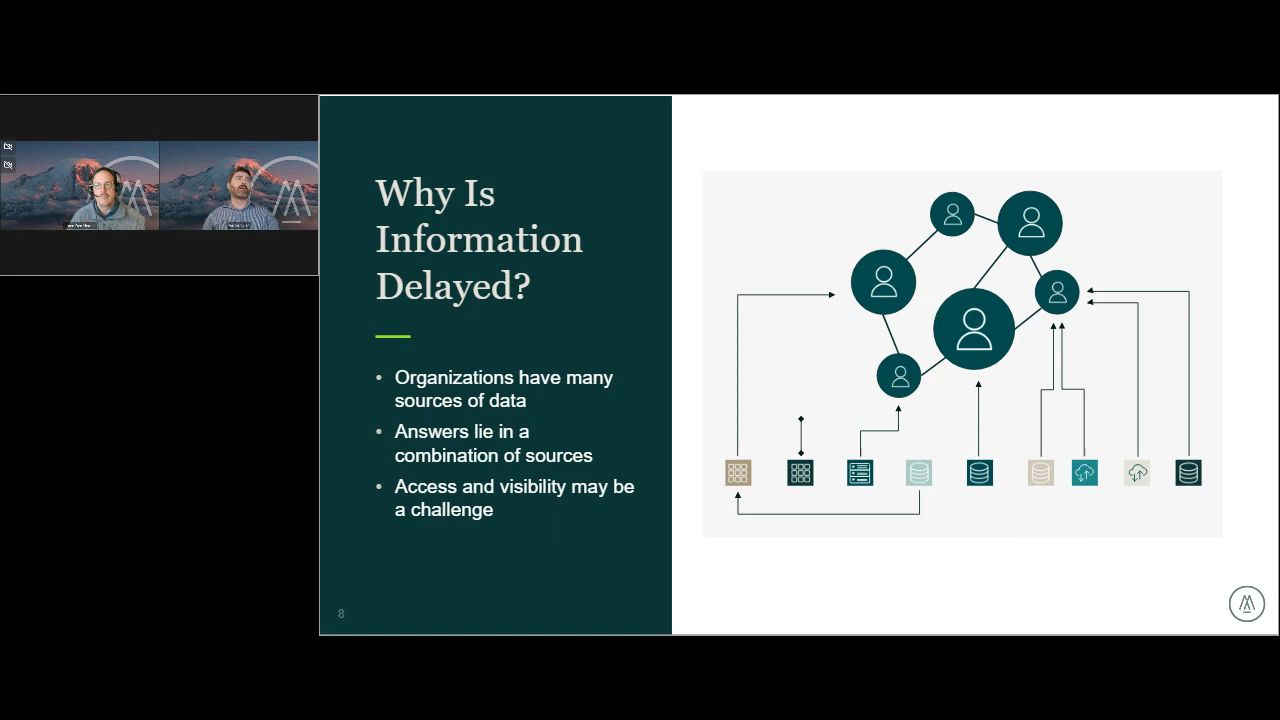 Why Is
Information
Delayed?
• Organizations have many
sources of data
• Answers lie in a
combination of sources
• Access and visibility may be
a challenge
8